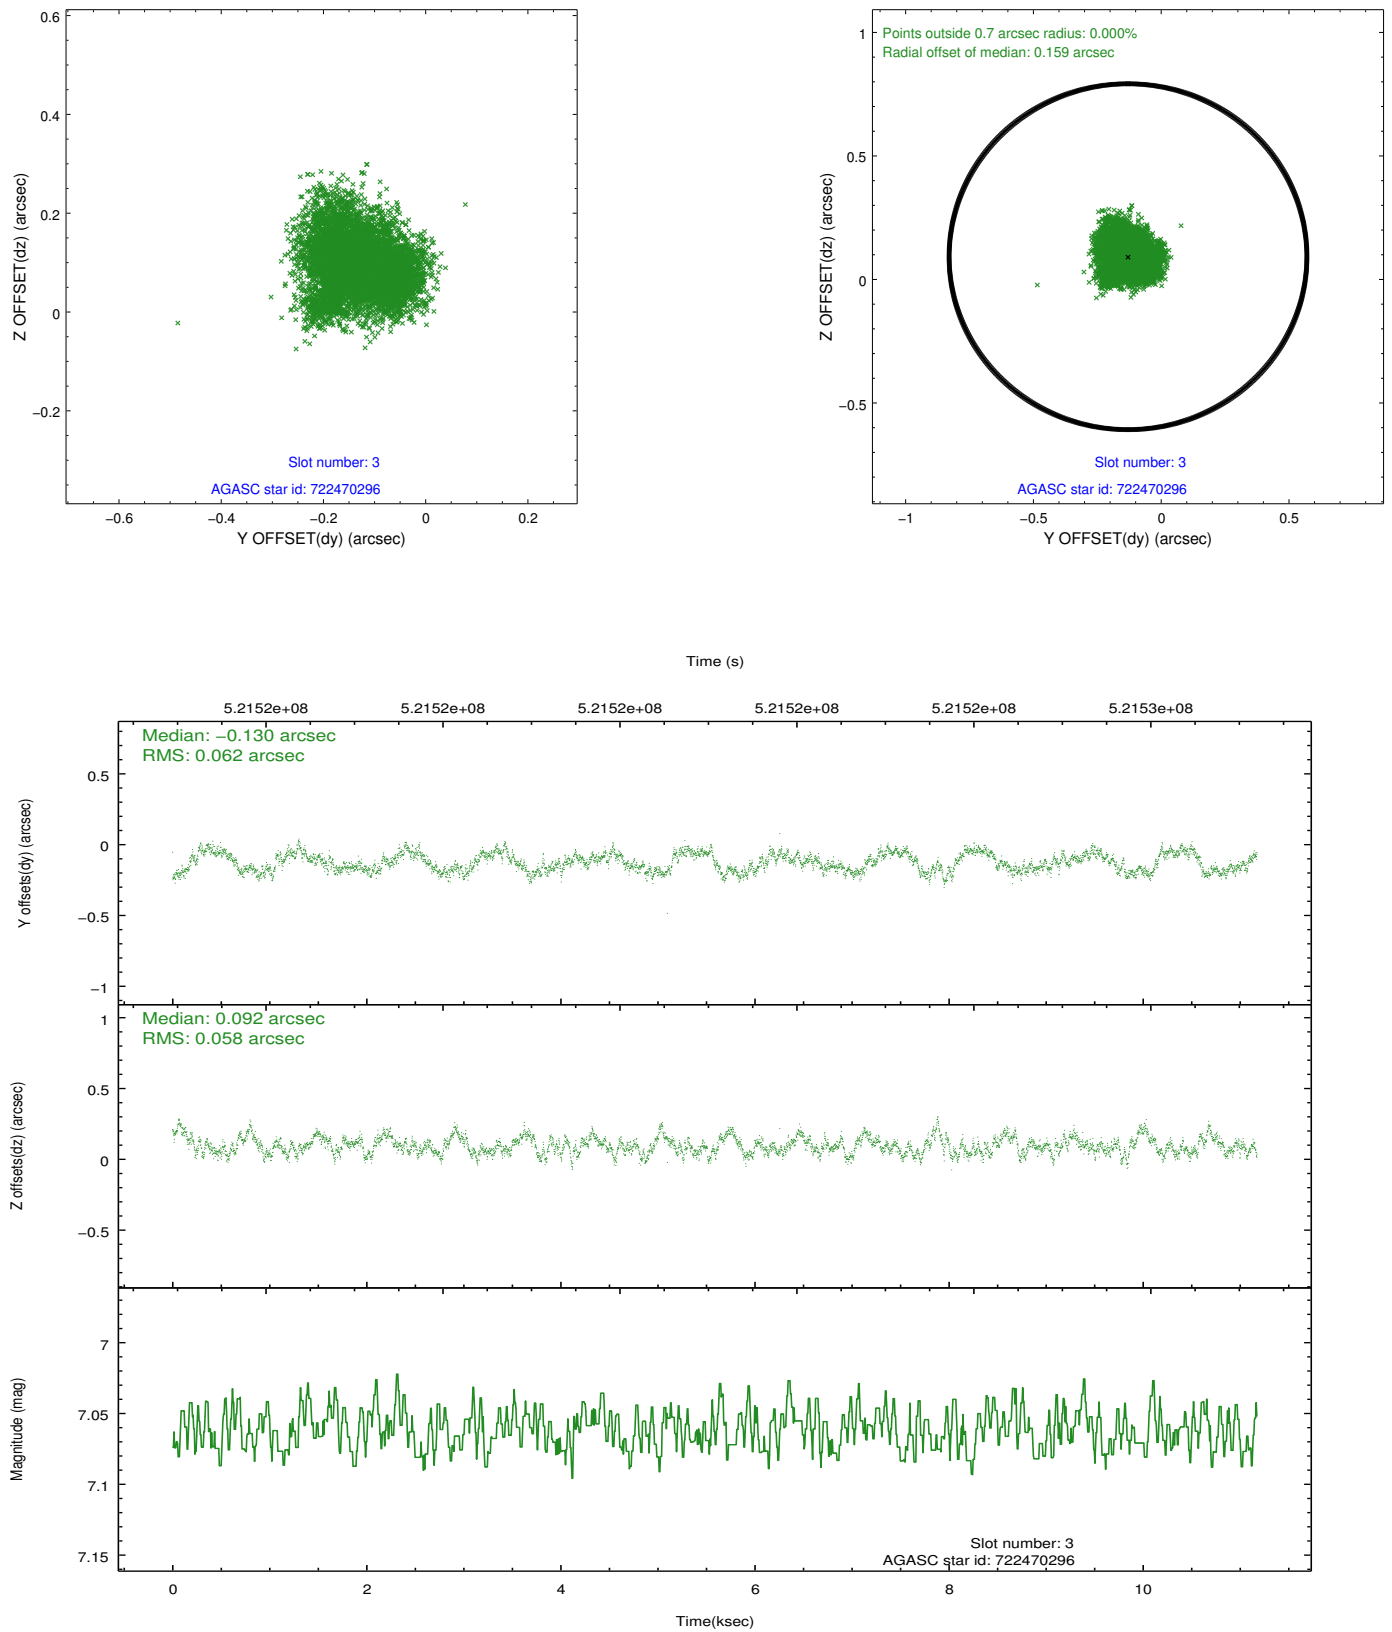 0.6
0.4
0.2
0
−0.2
Z OFFSET(dz) (arcsec)
Slot number: 3
AGASC star id: 722470296
−0.6 −0.4 −0.2 0 0.2
Y OFFSET(dy) (arcsec)
Points outside 0.7 arcsec radius: 0.000%
Radial offset of median: 0.159 arcsec
1
0.5
0
−0.5
Z OFFSET(dz) (arcsec)
Slot number: 3
AGASC star id: 722470296
−1 −0.5 0 0.5
Y OFFSET(dy) (arcsec)
Time (s)
5.2152e+08 5.2152e+08 5.2152e+08 5.2152e+08 5.2152e+08 5.2153e+08
Median: −0.130 arcsec
RMS: 0.062 arcsec
0.5
0
−0.5
−1
Y offsets(dy) (arcsec)
Median: 0.092 arcsec
RMS: 0.058 arcsec
1
0.5
0
−0.5
Z offsets(dz) (arcsec)
7
7.05
7.1
7.15
Magnitude (mag)
Slot number: 3
AGASC star id: 722470296
0 2 4 6 8 10
Time(ksec)